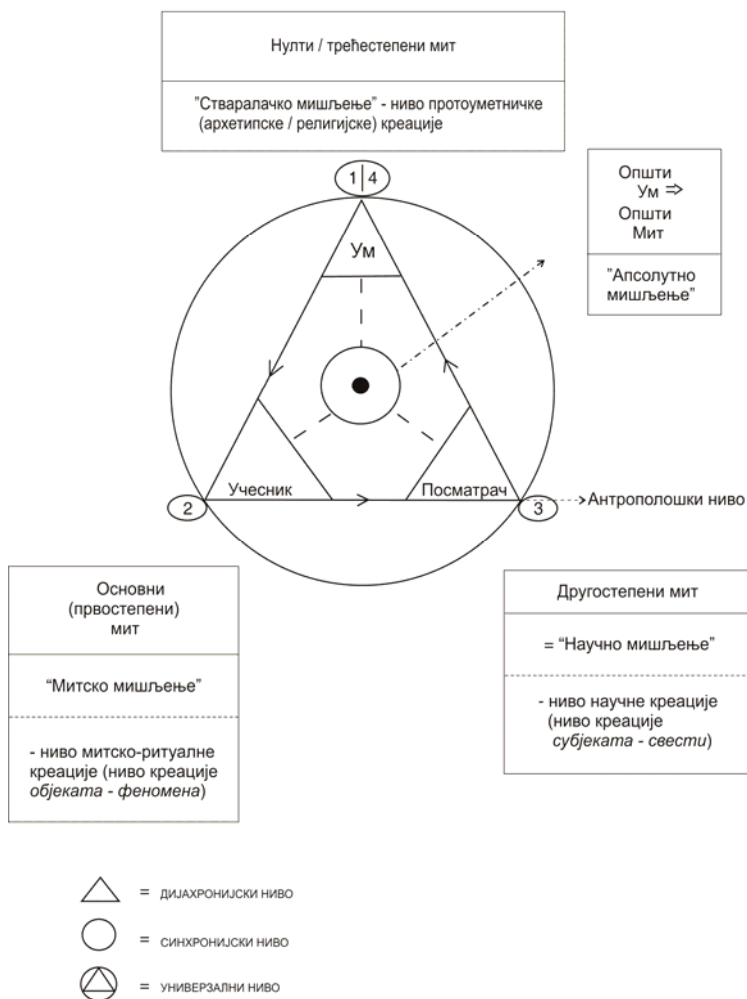 Нулти / трећестепени мит
"Стваралачко мишљење" - ниво протоуметничке
(архетипске / религијске) креације
1|4
Општи
Ум ⇒
Општи
Мит
"Апсолутно
мишљење"
Ум
Учесник
Посматрач
2
3
Антрополошки ниво
Основни
(првостепени)
мит
“Митско мишљење”
- ниво митско-ритуалне
креације (ниво креације
објеката - феномена)
Другостепени мит
= “Научно мишљење”
- ниво научне креације
(ниво креације
субјеката - свести)
= ДИЈАХРОНИЈСКИ НИВО
= СИНХРОНИЈСКИ НИВО
= УНИВЕРЗАЛНИ НИВО